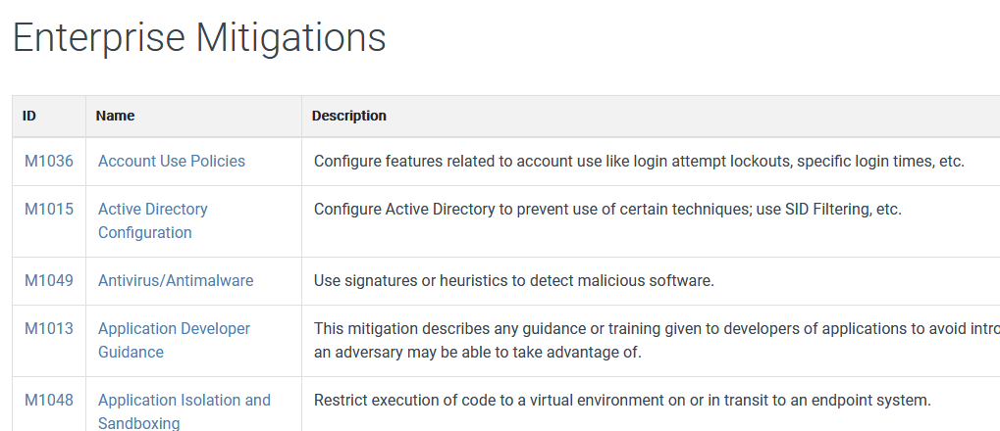 Enterprise Mitigations
ID Name Description
M1036 Account Use Policies Configure features related to account use like login attempt lockouts, specific login times, etc.
M1015 Active Directory Configure Active Directory to prevent use of certain techniques; use SID Filtering, etc.
Configuration
M1049 Antivirus/Antimalware Use signatures or heuristics to detect malicious software.
M1013 Application Developer This mitigation describes any guidance or training given to developers of applications to avoid
Guidance an adversary may be able to take advantage of.
M1048 Application Isolation and Restrict execution of code to a virtual environment on or in transit to an endpoint system.
Sandboxing